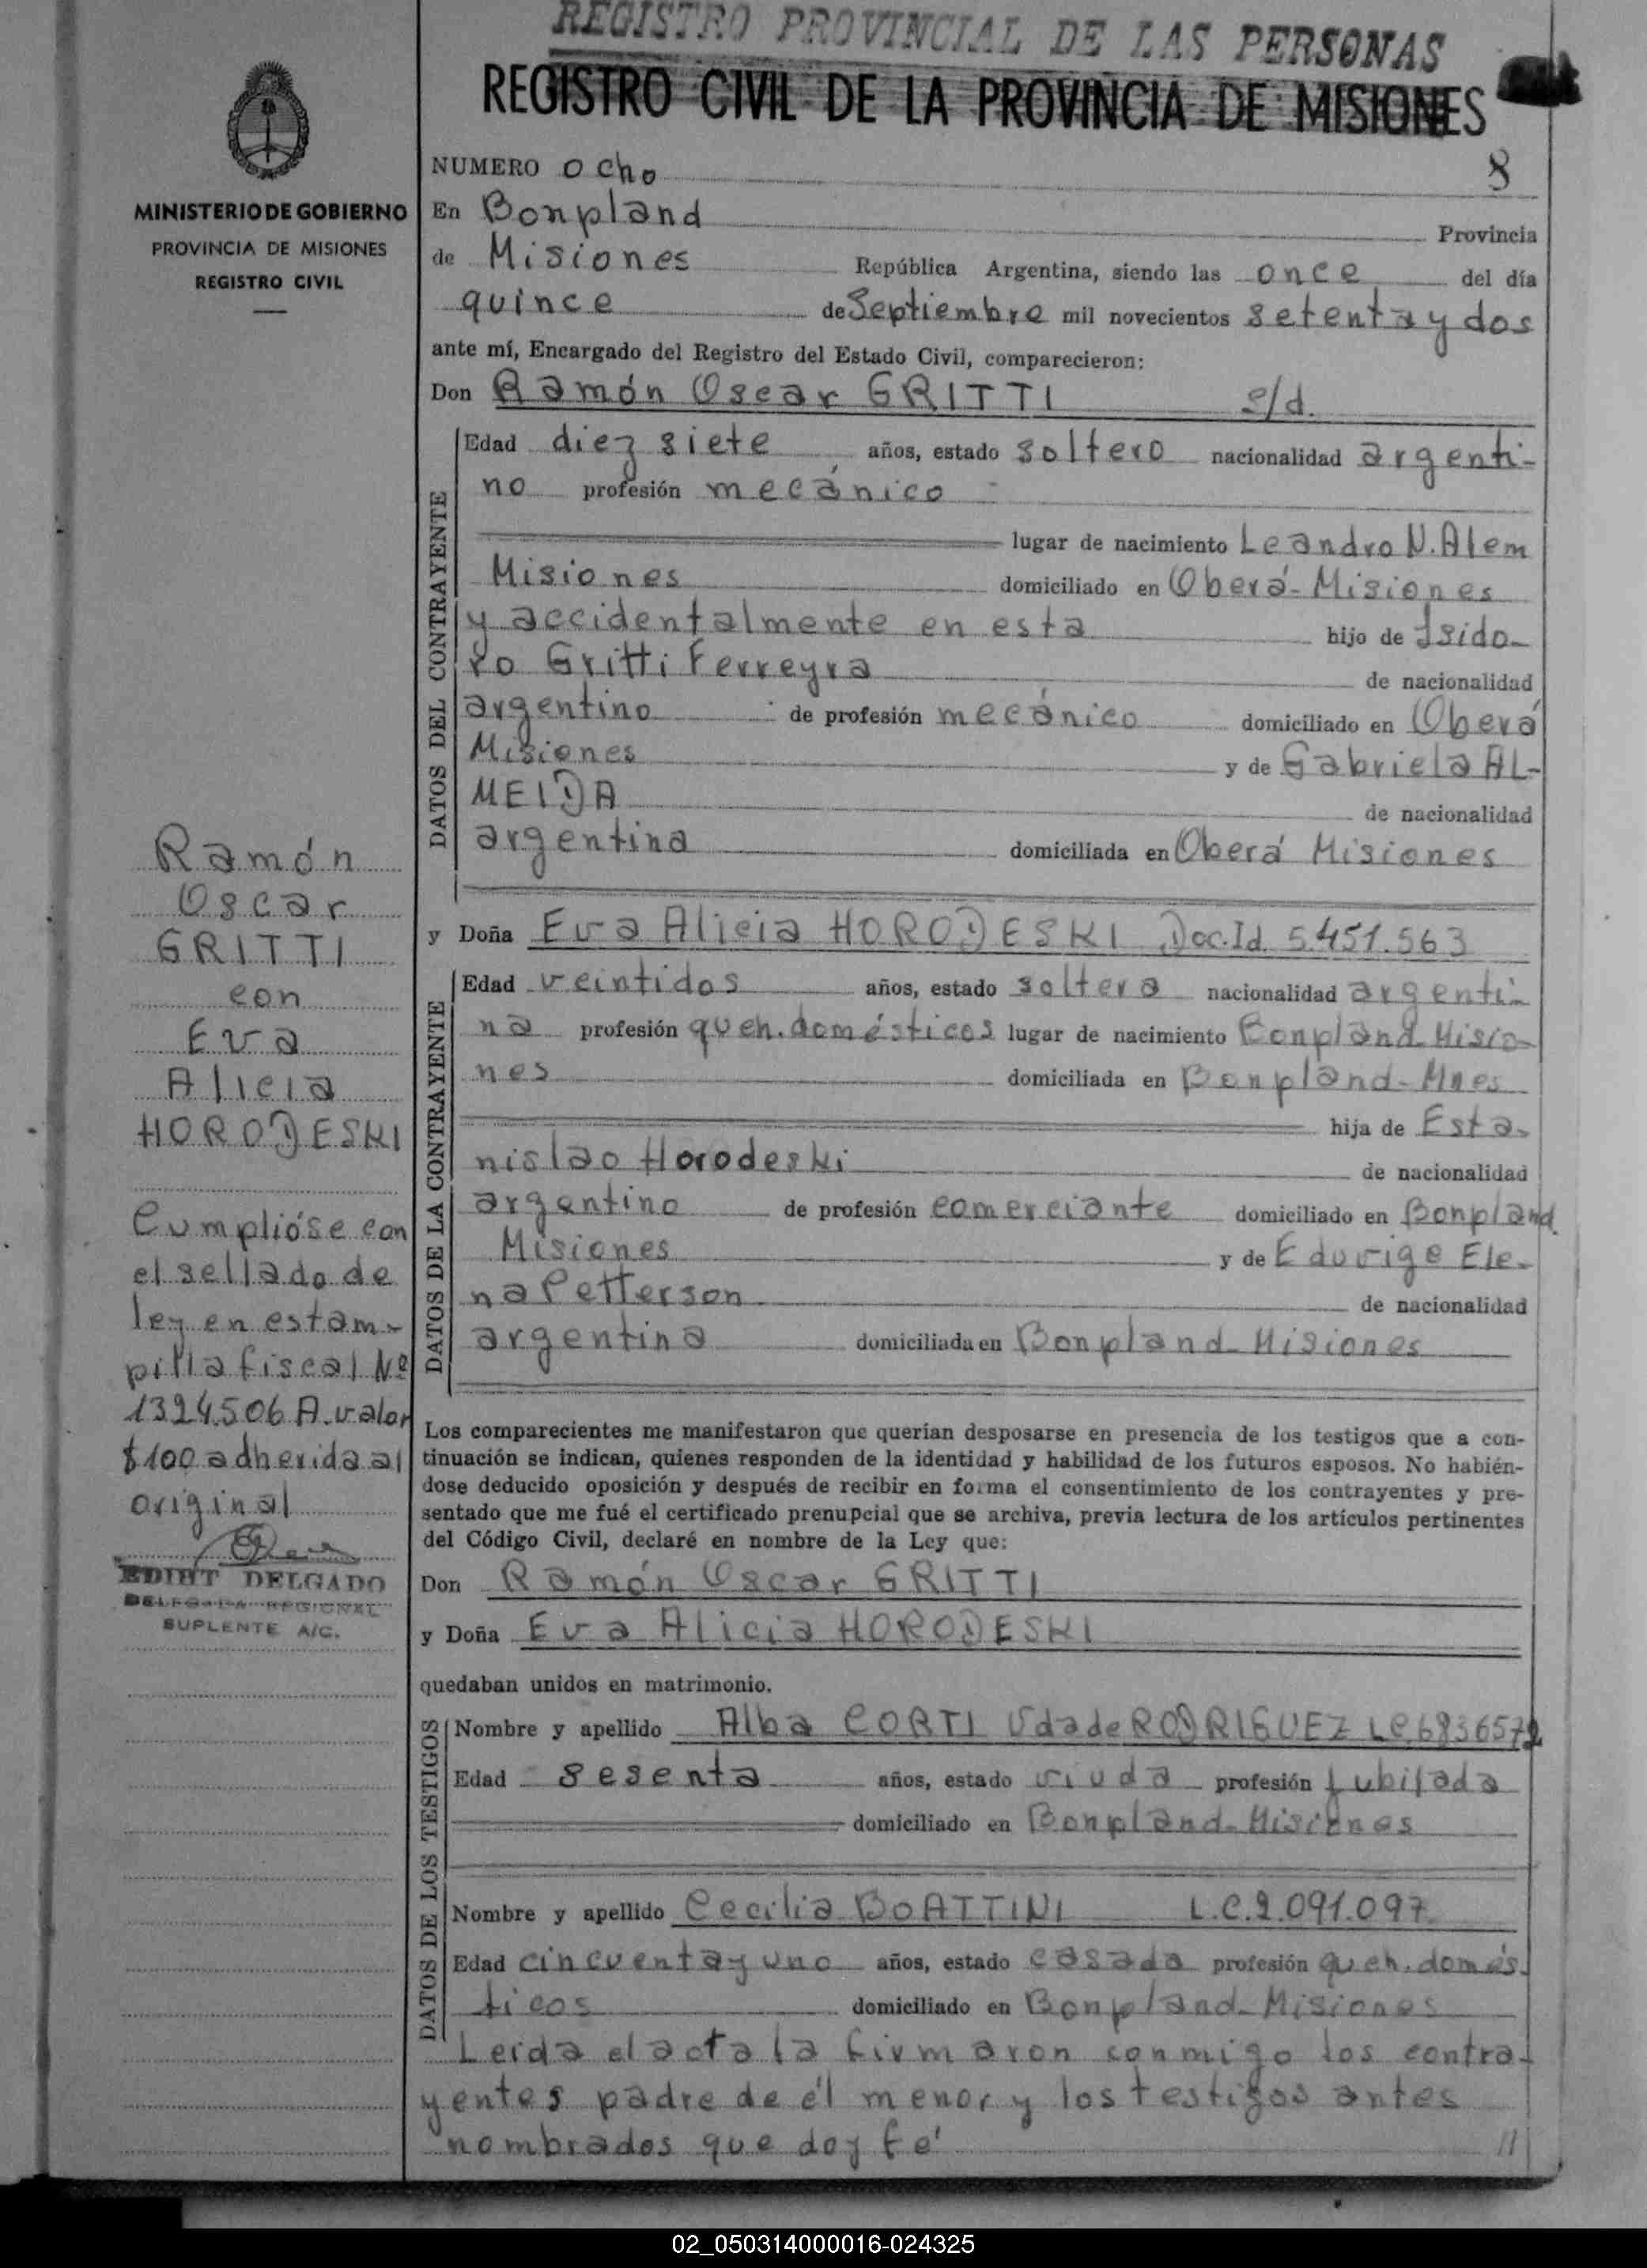 REGISTRO PROVINCIAL DE LAS PERSONAS
REGISTRO CIVIL DE LA PROVINCIA DE MISIONES
MINISTERIO DE GOBIERNO
PROVINCIA DE MISIONES
REGISTRO CIVIL
NUMERO ocho 8
En Bonpland Provincia
de Misiones República Argentina, siendo las once del día
quince de Septiembre mil novecientos setenta y dos
ante mí, Encargado del Registro del Estado Civil, comparecieron:
Don Ramón Oscar GRITTI s/d.
DATOS DEL CONTRAYENTE
Edad diez siete años, estado soltero nacionalidad argenti-
no profesión mecánico
lugar de nacimiento Leandro N. Alem
Misiones domiciliado en Oberá - Misiones
y accidentalmente en esta hijo de Isido-
ro Gritti Ferreyra de nacionalidad
argentino de profesión mecánico domiciliado en Oberá
Misiones y de Gabriela AL-
MEIDA de nacionalidad
argentina domiciliada en Oberá Misiones
y Doña Eva Alicia HORODESKI Doc. Id. 5.451.563
DATOS DE LA CONTRAYENTE
Edad veintidos años, estado soltera nacionalidad argenti-
na profesión queh. domésticos lugar de nacimiento Bonpland Misio-
nes domiciliada en Bonpland - Mnes
hija de Esta-
nislao Horodeski de nacionalidad
argentino de profesión comerciante domiciliado en Bonpland
Misiones y de Eduvige Ele-
na Petterson de nacionalidad
argentina domiciliada en Bonpland - Misiones
Los comparecientes me manifestaron que querían desposarse en presencia de los testigos que a con-
tinuación se indican, quienes responden de la identidad y habilidad de los futuros esposos. No habién-
dose deducido oposición y después de recibir en forma el consentimiento de los contrayentes y pre-
sentado que me fué el certificado prenupcial que se archiva, previa lectura de los artículos pertinentes
del Código Civil, declaré en nombre de la Ley que:
Don Ramón Oscar GRITTI
y Doña Eva Alicia HORODESKI
quedaban unidos en matrimonio.
DATOS DE LOS TESTIGOS
Nombre y apellido Alba CORTI Vda de RODRIGUEZ LC 6836572
Edad sesenta años, estado viuda profesión jubilada
domiciliado en Bonpland - Misiones
Nombre y apellido Cecilia BOATTINI L.C. 2.091.097
Edad cincuenta y uno años, estado casada profesión queh. domés-
ticos domiciliado en Bonpland - Misiones
Leida el acta la firmaron conmigo los contra-
yentes padre de él menor y los testigos antes
nombrados que doy fé //
Ramón
Oscar
GRITTI
con
Eva
Alicia
HORODESKI
Cumplióse con
el sellado de
ley en estam-
pilla fiscal Nº
1324.506 A. valor
$100 adherida al
original
EDIHT DELGADO
DELEGADA REGIONAL
SUPLENTE A/C.
02_050314000016-024325